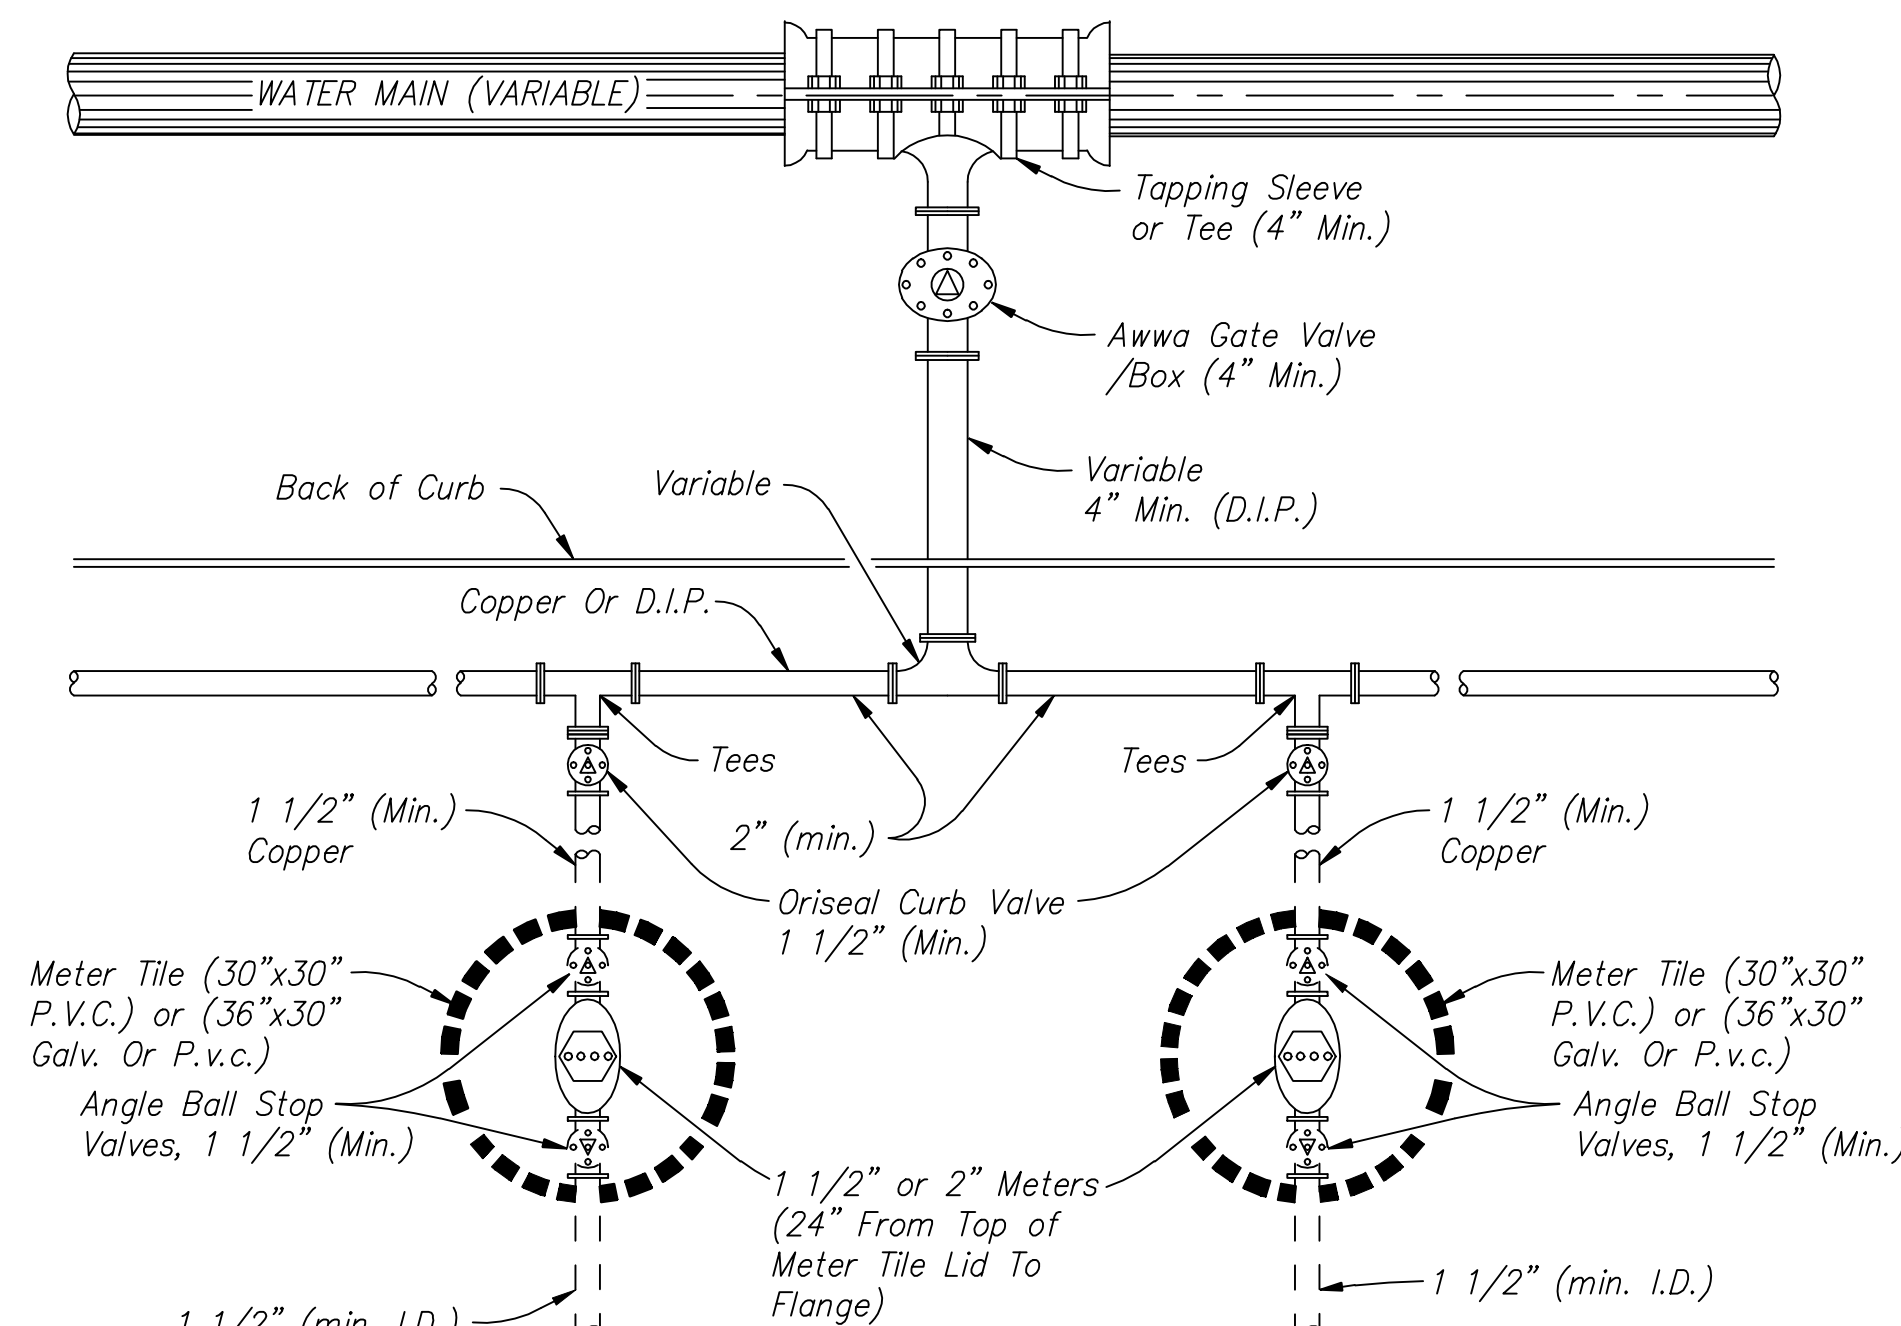 WATER MAIN (VARIABLE)
Tapping Sleeve
or Tee (4" Min.)
Awwa Gate Valve
/Box (4" Min.)
Variable
4" Min. (D.I.P.)
Back of Curb
Variable
Copper Or D.I.P.
Tees
Tees
1 1/2" (Min.)
Copper
2" (min.)
1 1/2" (Min.)
Copper
Oriseal Curb Valve
1 1/2" (Min.)
Meter Tile (30"x30"
P.V.C.) or (36"x30"
Galv. Or P.v.c.)
Meter Tile (30"x30"
P.V.C.) or (36"x30"
Galv. Or P.v.c.)
Angle Ball Stop
Valves, 1 1/2" (Min.)
Angle Ball Stop
Valves, 1 1/2" (Min.)
1 1/2" or 2" Meters
(24" From Top of
Meter Tile Lid To
Flange)
1 1/2" (min. I.D.)
1 1/2" (min. I.D.)